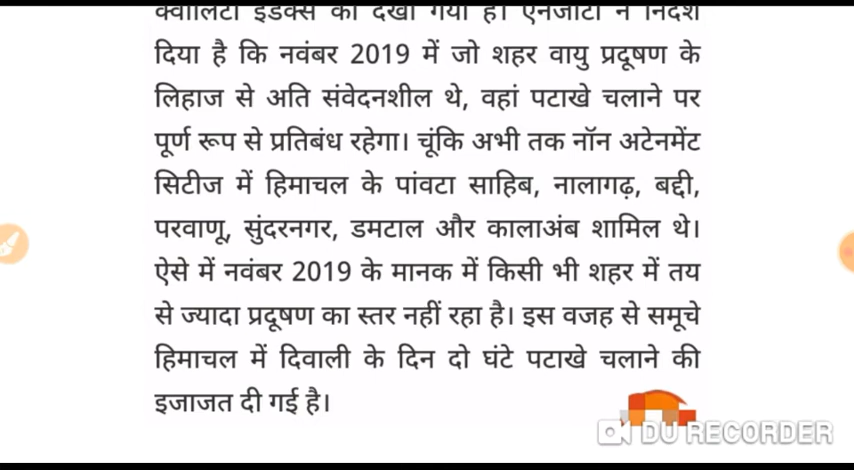 क्वालिटी इंडेक्स को देखा गया है। एनजीटी ने निर्देश
दिया है कि नवंबर 2019 में जो शहर वायु प्रदूषण के
लिहाज से अति संवेदनशील थे, वहां पटाखे चलाने पर
पूर्ण रूप से प्रतिबंध रहेगा। चूंकि अभी तक नॉन अटेनमेंट
सिटीज में हिमाचल के पांवटा साहिब, नालागढ़, बद्दी,
परवाणू, सुंदरनगर, डमटाल और कालाअंब शामिल थे।
ऐसे में नवंबर 2019 के मानक में किसी भी शहर में तय
से ज्यादा प्रदूषण का स्तर नहीं रहा है। इस वजह से समूचे
हिमाचल में दिवाली के दिन दो घंटे पटाखे चलाने की
इजाजत दी गई है।
DU RECORDER